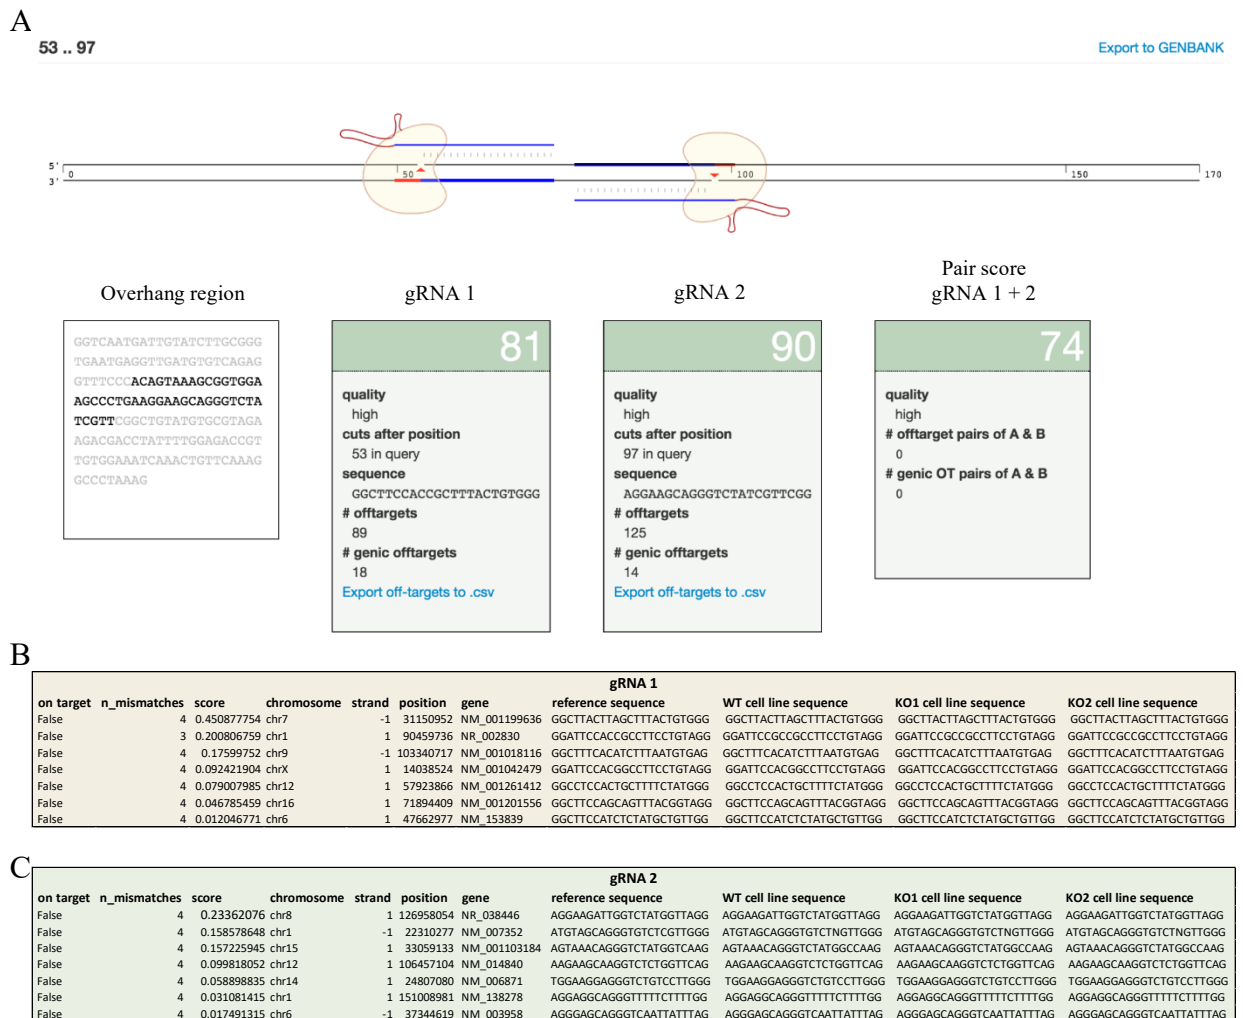 A
53 .. 97
Export to GENBANK
5'
0
50
100
150
170
3'
Overhang region
gRNA 1
gRNA 2
Pair score
gRNA 1 + 2
GGTCAATGATTGTATCTTGCGGG
TGAATGAGGTTGATGTGTCAGAG
GTTTCCCACAGTAAAGCGGTGGA
AGCCCTGAAGGAAGCAGGGTCTA
TCGTTCGGCTGTATGTGCGTAGA
AGACGACCTATTTTGGAGACCGT
TGTGGAAATCAAACTGTTCAAAG
GCCCTAAAG
81
quality
high
cuts after position
53 in query
sequence
GGCTTCCACCGCTTTACTGTGGG
# offtargets
89
# genic offtargets
18
Export off-targets to .csv
90
quality
high
cuts after position
97 in query
sequence
AGGAAGCAGGGTCTATCGTTCGG
# offtargets
125
# genic offtargets
14
Export off-targets to .csv
74
quality
high
# offtarget pairs of A & B
0
# genic OT pairs of A & B
0
B
gRNA 1
on target n_mismatches score chromosome strand position gene reference sequence WT cell line sequence KO1 cell line sequence KO2 cell line sequence
False 4 0.450877754 chr7 -1 31150952 NM_001199636 GGCTTACTTAGCTTTACTGTGGG GGCTTACTTAGCTTTACTGTGGG GGCTTACTTAGCTTTACTGTGGG GGCTTACTTAGCTTTACTGTGGG
False 3 0.200806759 chr1 1 90459736 NR_002830 GGATTCCACCGCCTTCCTGTAGG GGATTCCGCCGCCTTCCTGTAGG GGATTCCGCCGCCTTCCTGTAGG GGATTCCGCCGCCTTCCTGTAGG
False 4 0.17599752 chr9 -1 103340717 NM_001018116 GGCTTTCACATCTTTAATGTGAG GGCTTTCACATCTTTAATGTGAG GGCTTTCACATCTTTAATGTGAG GGCTTTCACATCTTTAATGTGAG
False 4 0.092421904 chrX 1 14038524 NM_001042479 GGATTCCACGGCCTTCCTGTAGG GGATTCCACGGCCTTCCTGTAGG GGATTCCACGGCCTTCCTGTAGG GGATTCCACGGCCTTCCTGTAGG
False 4 0.079007985 chr12 1 57923866 NM_001261412 GGCCTCCACTGCTTTTCTATGGG GGCCTCCACTGCTTTTCTATGGG GGCCTCCACTGCTTTTCTATGGG GGCCTCCACTGCTTTTCTATGGG
False 4 0.046785459 chr16 1 71894409 NM_001201556 GGCTTCCAGCAGTTTACGGTAGG GGCTTCCAGCAGTTTACGGTAGG GGCTTCCAGCAGTTTACGGTAGG GGCTTCCAGCAGTTTACGGTAGG
False 4 0.012046771 chr6 1 47662977 NM_153839 GGCTTCCATCTCTATGCTGTTGG GGCTTCCATCTCTATGCTGTTGG GGCTTCCATCTCTATGCTGTTGG GGCTTCCATCTCTATGCTGTTGG
C
gRNA 2
on target n_mismatches score chromosome strand position gene reference sequence WT cell line sequence KO1 cell line sequence KO2 cell line sequence
False 4 0.23362076 chr8 1 126958054 NR_038446 AGGAAGATTGGTCTATGGTTAGG AGGAAGATTGGTCTATGGTTAGG AGGAAGATTGGTCTATGGTTAGG AGGAAGATTGGTCTATGGTTAGG
False 4 0.158578648 chr1 -1 22310277 NM_007352 ATGTAGCAGGGTGTCTCGTTGGG ATGTAGCAGGGTGTCTNGTTGGG ATGTAGCAGGGTGTCTNGTTGGG ATGTAGCAGGGTGTCTNGTTGGG
False 4 0.157225945 chr15 1 33059133 NM_001103184 AGTAAACAGGGTCTATGGTCAAG AGTAAACAGGGTCTATGGCCAAG AGTAAACAGGGTCTATGGCCAAG AGTAAACAGGGTCTATGGCCAAG
False 4 0.099818052 chr12 1 106457104 NM_014840 AAGAAGCAAGGTCTCTGGTTCAG AAGAAGCAAGGTCTCTGGTTCAG AAGAAGCAAGGTCTCTGGTTCAG AAGAAGCAAGGTCTCTGGTTCAG
False 4 0.058898835 chr14 1 24807080 NM_006871 TGGAAGGAGGGTCTGTCCTTGGG TGGAAGGAGGGTCTGTCCTTGGG TGGAAGGAGGGTCTGTCCTTGGG TGGAAGGAGGGTCTGTCCTTGGG
False 4 0.031081415 chr1 1 151008981 NM_138278 AGGAGGCAGGGTTTTTCTTTTGG AGGAGGCAGGGTTTTTCTTTTGG AGGAGGCAGGGTTTTTCTTTTGG AGGAGGCAGGGTTTTTCTTTTGG
False 4 0.017491315 chr6 -1 37344619 NM_003958 AGGGAGCAGGGTCAATTATTTAG AGGGAGCAGGGTCAATTATTTAG AGGGAGCAGGGTCAATTATTTAG AGGGAGCAGGGTCAATTATTTAG